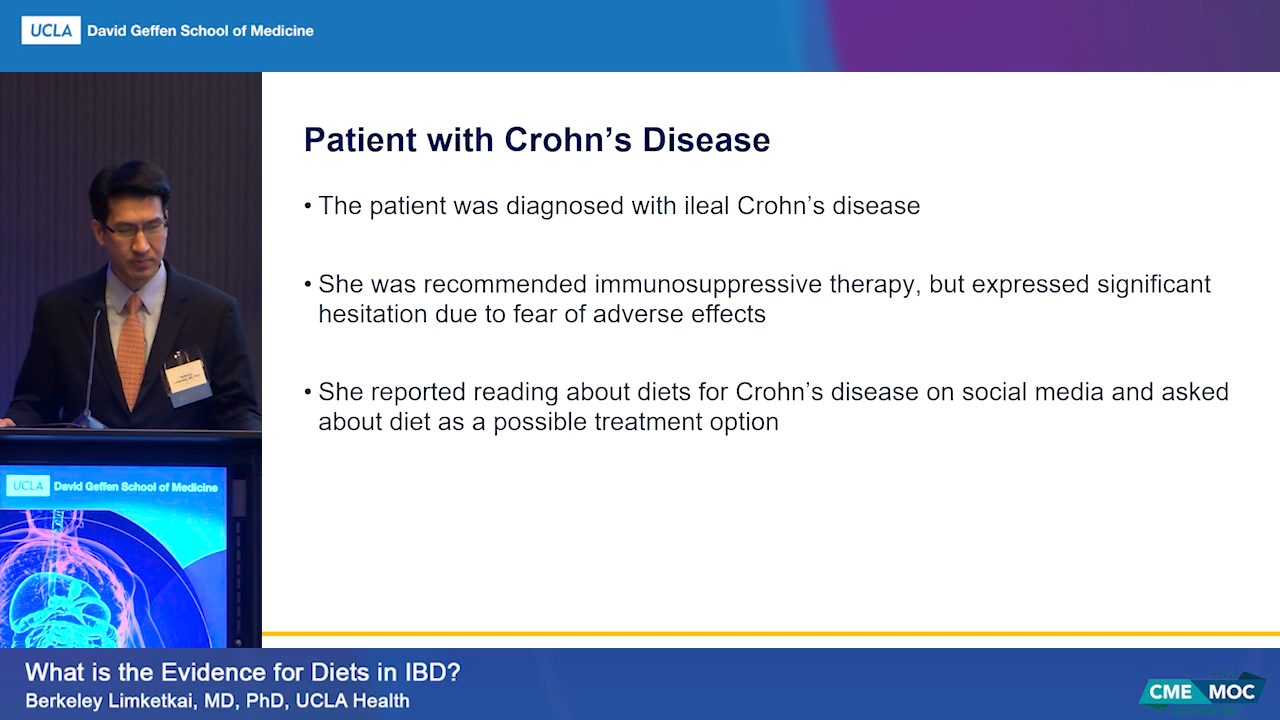 UCLA David Geffen School of Medicine
Patient with Crohn’s Disease
• The patient was diagnosed with ileal Crohn’s disease
• She was recommended immunosuppressive therapy, but expressed significant
hesitation due to fear of adverse effects
• She reported reading about diets for Crohn’s disease on social media and asked
about diet as a possible treatment option
UCLA David Geffen School of Medicine
What is the Evidence for Diets in IBD?
Berkeley Limketkai, MD, PhD, UCLA Health
CME MOC